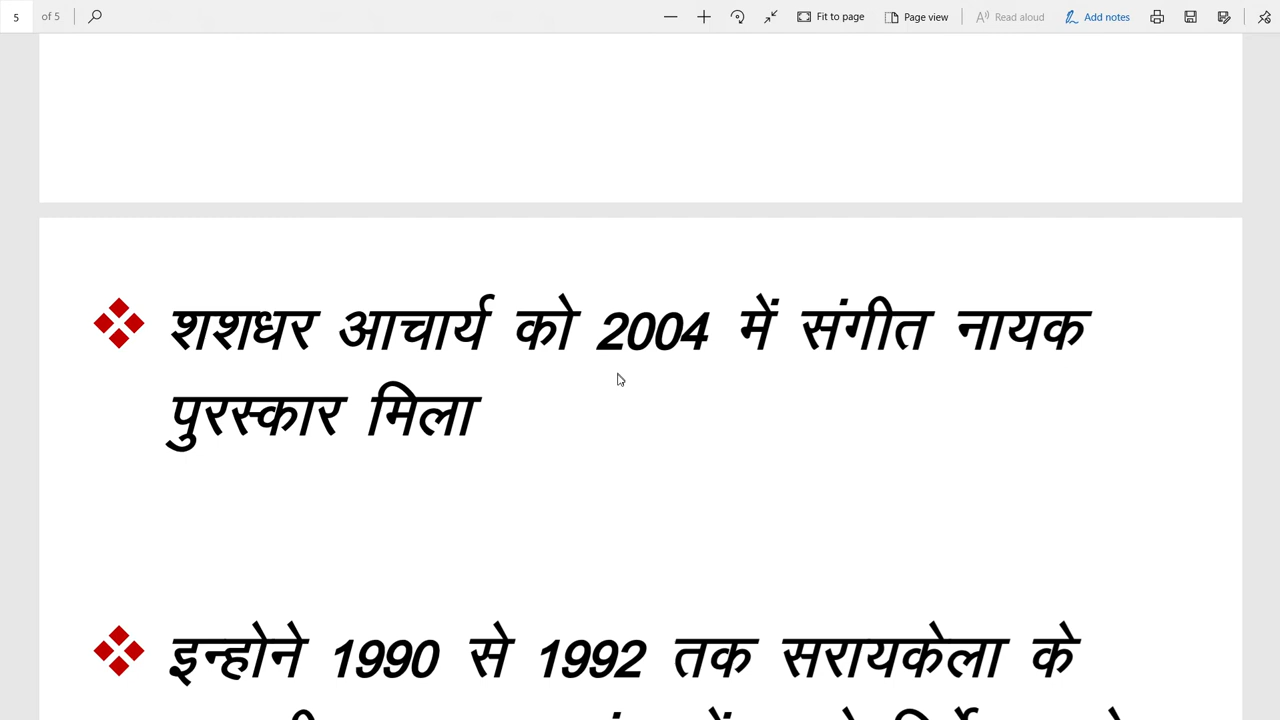 5 of 5 Fit to page Page view Read aloud Add notes
शशधर आचार्य को 2004 में संगीत नायक
पुरस्कार मिला
इन्होने 1990 से 1992 तक सरायकेला के